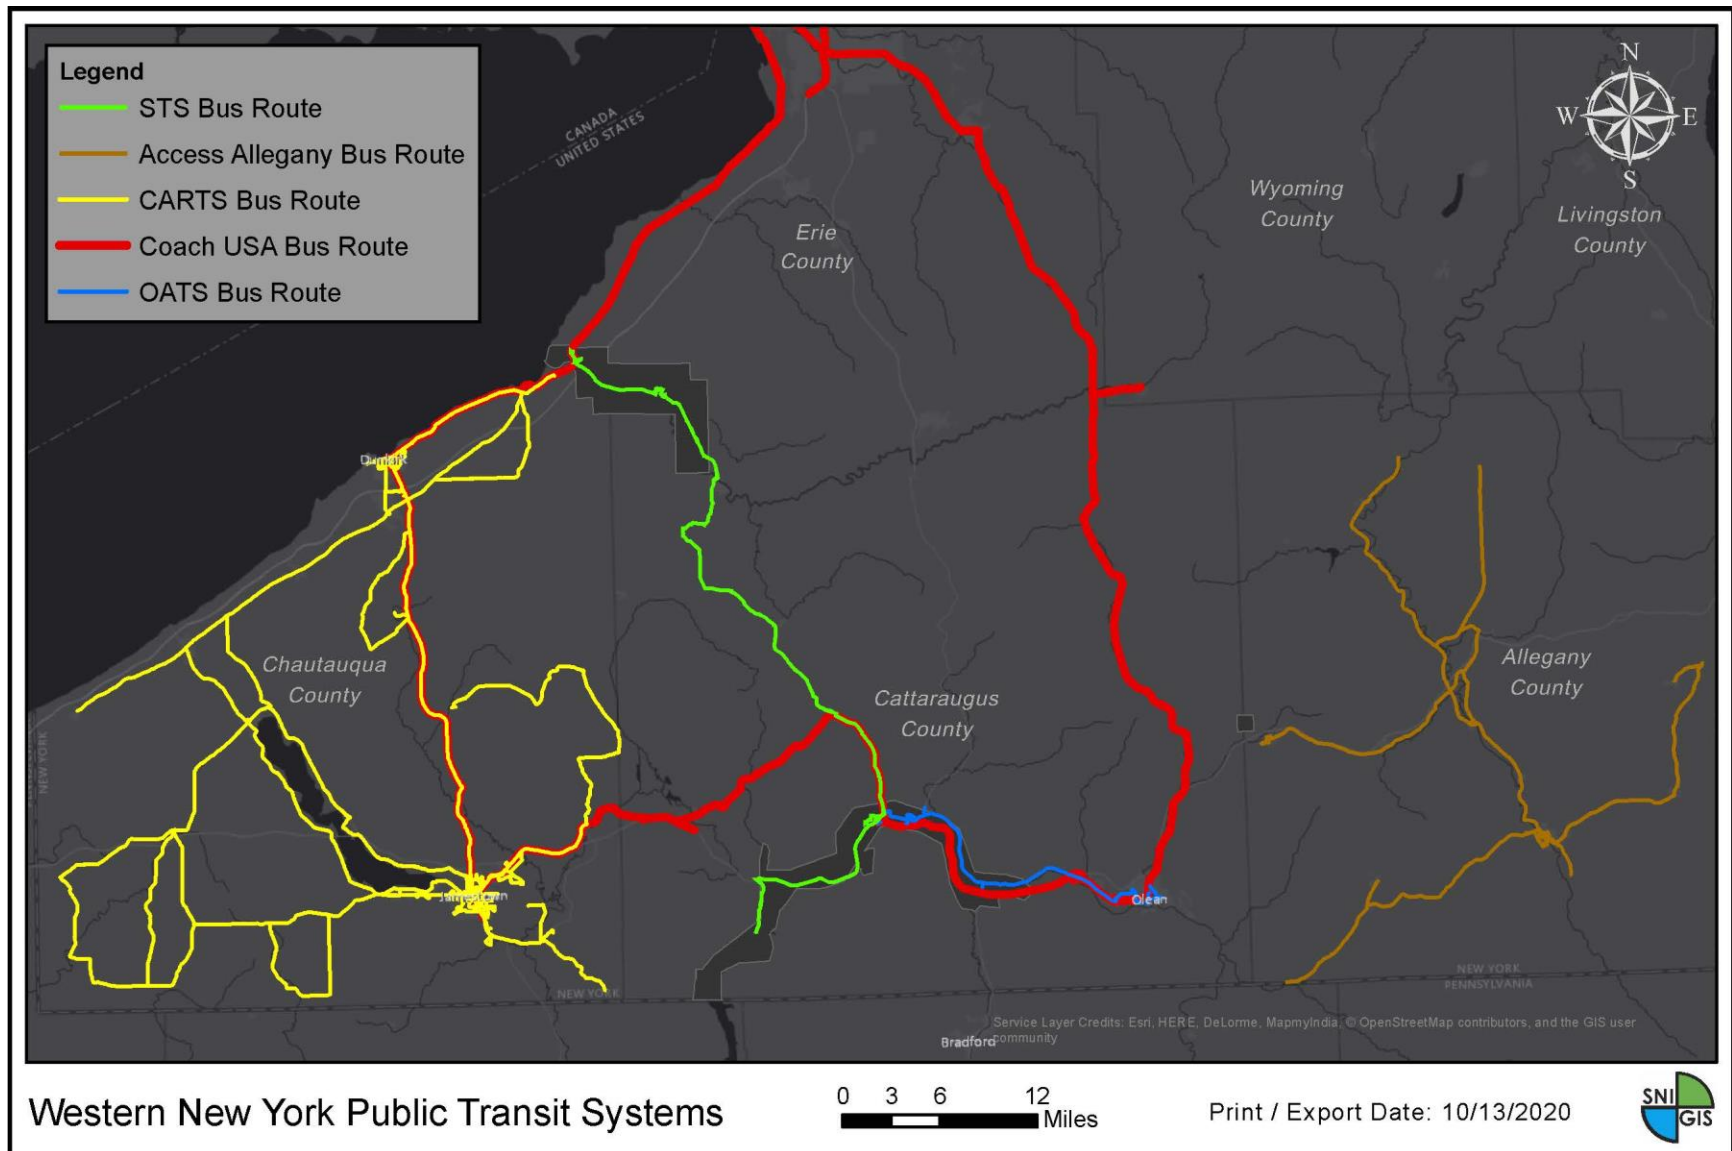 Legend
STS Bus Route
Access Allegany Bus Route
CARTS Bus Route
Coach USA Bus Route
OATS Bus Route
N
W
E
S
CANADA
UNITED STATES
Wyoming
County
Livingston
County
Erie
County
Dunkirk
Chautauqua
County
Cattaraugus
County
Allegany
County
NEW YORK
Jamestown
Olean
NEW YORK
NEW YORK
PENNSYLVANIA
Service Layer Credits: Esri, HERE, DeLorme, MapmyIndia, © OpenStreetMap contributors, and the GIS user
community
Bradford
Western New York Public Transit Systems
0 3 6 12
Miles
Print / Export Date: 10/13/2020
SNI
GIS